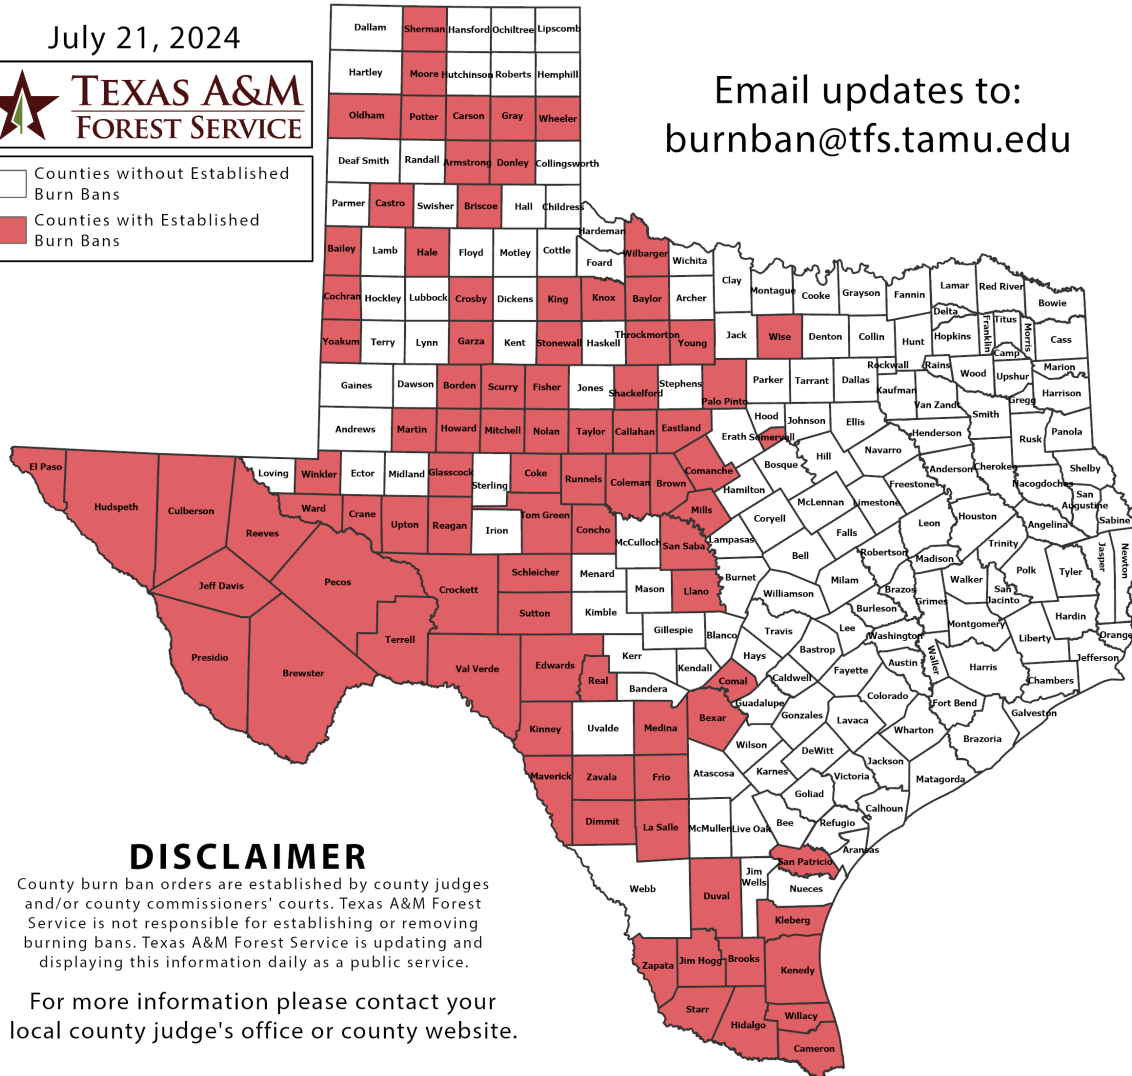 July 21, 2024
TEXAS A&M
FOREST SERVICE
Counties without Established
Burn Bans
Counties with Established
Burn Bans
Email updates to:
burnban@tfs.tamu.edu
Dallam Sherman Hansford Ochiltree Lipscomb
Hartley Moore Hutchinson Roberts Hemphill
Oldham Potter Carson Gray Wheeler
Deaf Smith Randall Armstrong Donley Collingsworth
Parmer Castro Swisher Briscoe Hall Childress
Hardeman
Bailey Lamb Hale Floyd Motley Cottle Foard Wilbarger Wichita
Clay Montague Cooke Grayson Fannin Lamar Red River Bowie
Cochran Hockley Lubbock Crosby Dickens King Knox Baylor Archer
Delta Titus Franklin Morris
Yoakum Terry Lynn Garza Kent Stonewall Haskell Throckmorton Young Jack Wise Denton Collin Hunt Hopkins Cass
Camp
Rockwall Rains Wood Upshur Marion
Gaines Dawson Borden Scurry Fisher Jones Shackelford Stephens Palo Pinto Parker Tarrant Dallas Kaufman Van Zandt Gregg Harrison
Andrews Martin Howard Mitchell Nolan Taylor Callahan Eastland Erath Hood Somervell Johnson Ellis Henderson Smith Rusk Panola
El Paso Loving Winkler Ector Midland Glasscock Sterling Coke Runnels Coleman Brown Comanche Bosque Hill Navarro Anderson Cherokee Shelby
Hudspeth Culberson Reeves Ward Crane Upton Reagan Irion Tom Green Concho McCulloch San Saba Mills Hamilton McLennan Limestone Freestone Nacogdoches San
Augustine
Sabine
Coryell Falls Leon Houston Angelina
Lampasas Bell Robertson Madison Trinity Jasper Newton
Jeff Davis Pecos Crockett Schleicher Menard Mason Llano Burnet Williamson Milam Brazos Grimes Walker San
Jacinto
Polk Tyler
Terrell Sutton Kimble Burleson Montgomery Hardin
Presidio Brewster Val Verde Edwards Real Kerr Gillespie Blanco Travis Lee Washington Waller Liberty Orange
Kendall Hays Bastrop Austin Harris Jefferson
Bandera Comal Caldwell Fayette Chambers
Guadalupe Colorado Fort Bend Galveston
Kinney Uvalde Medina Bexar Gonzales Lavaca Wharton Brazoria
Wilson DeWitt Jackson
Maverick Zavala Frio Atascosa Karnes Victoria Matagorda
Goliad Calhoun
Dimmit La Salle McMullen Live Oak Bee Refugio
Aransas
San Patricio
Webb Duval Jim
Wells
Nueces
Kleberg
Zapata Jim Hogg Brooks Kenedy
Starr Hidalgo Willacy
Cameron
DISCLAIMER
County burn ban orders are established by county judges
and/or county commissioners' courts. Texas A&M Forest
Service is not responsible for establishing or removing
burning bans. Texas A&M Forest Service is updating and
displaying this information daily as a public service.
For more information please contact your
local county judge's office or county website.